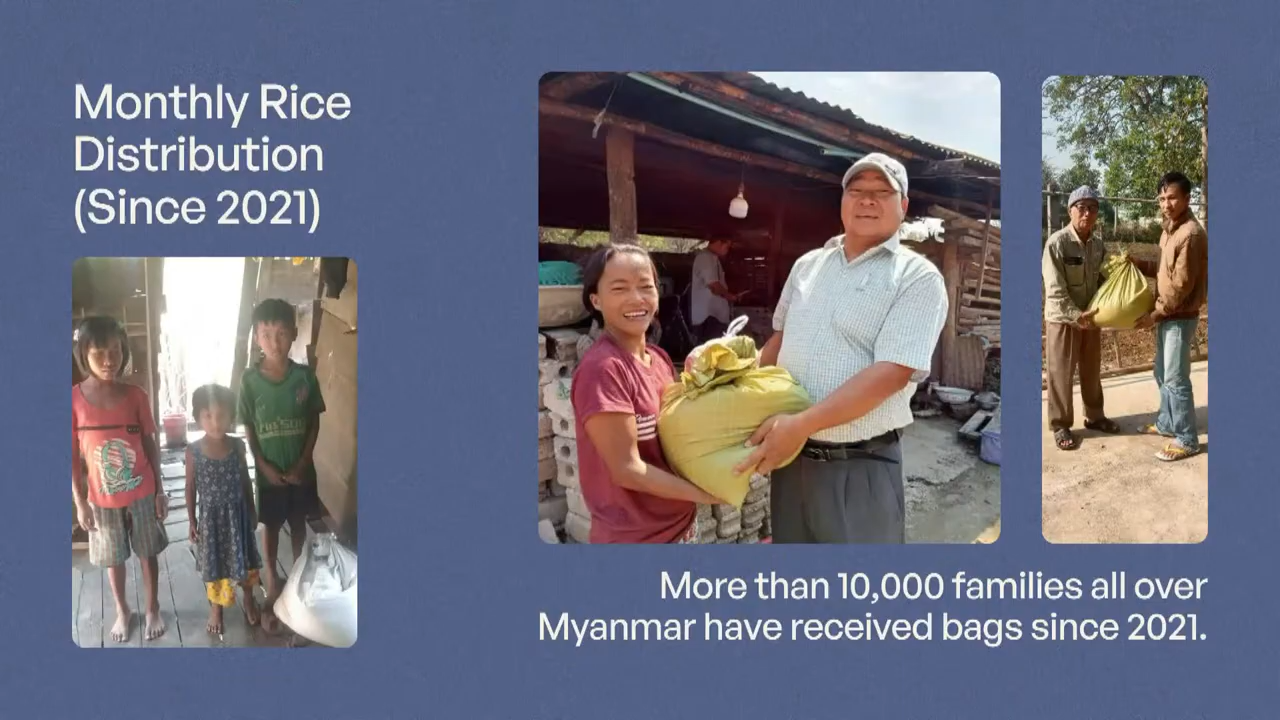 Monthly Rice
Distribution
(Since 2021)
More than 10,000 families all over
Myanmar have received bags since 2021.